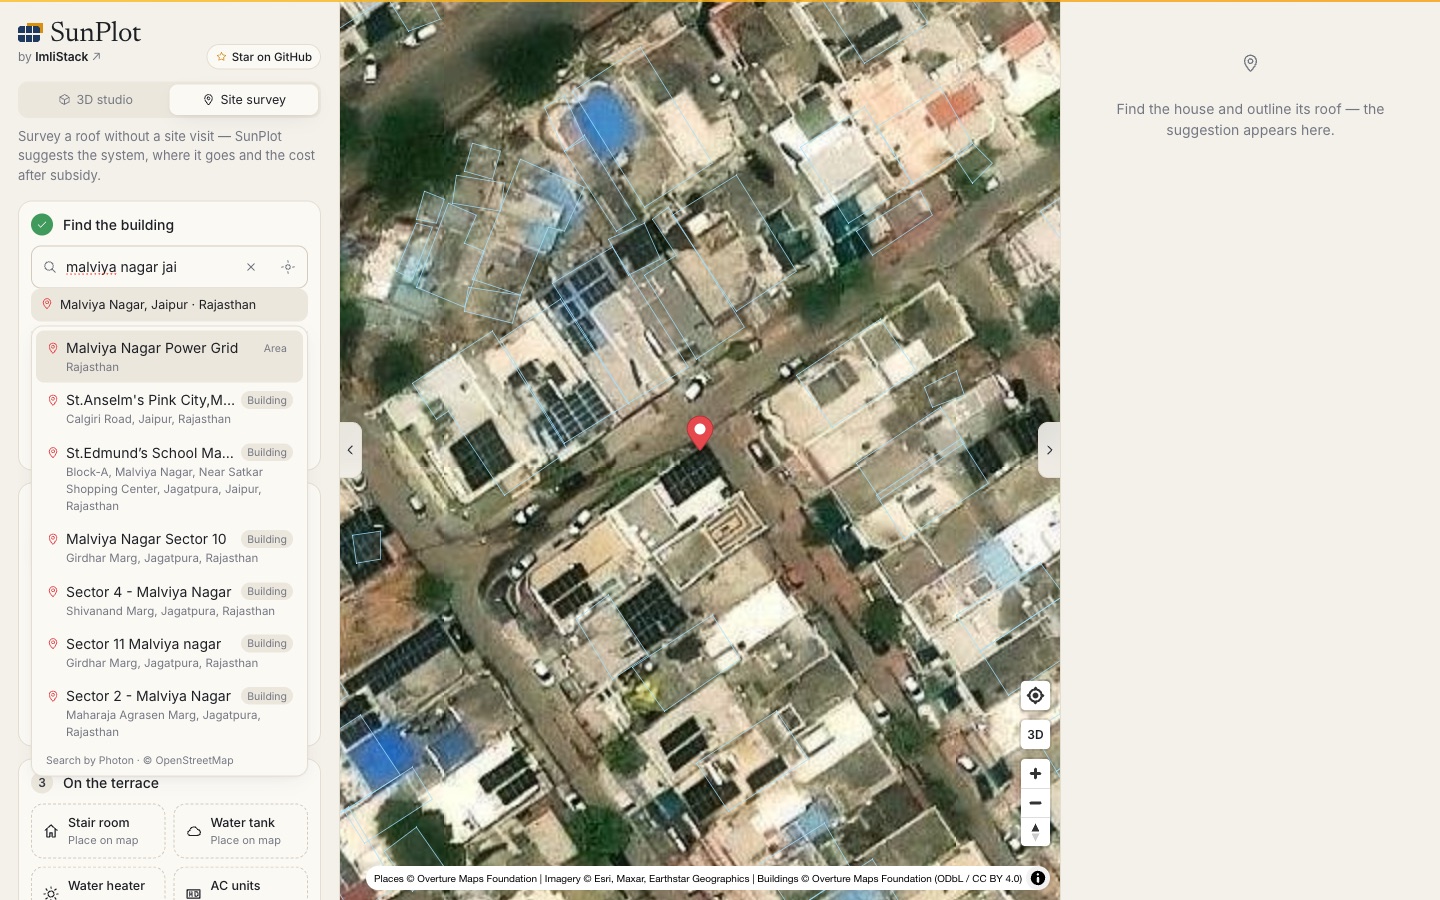 SunPlot
by ImliStack ↗
Star on GitHub
3D studio
Site survey
Survey a roof without a site visit — SunPlot
suggests the system, where it goes and the cost
after subsidy.
Find the building
malviya nagar jai
Malviya Nagar, Jaipur · Rajasthan
Malviya Nagar Power Grid
Area
Rajasthan
St.Anselm's Pink City,M...
Building
Calgiri Road, Jaipur, Rajasthan
St.Edmund’s School Ma...
Building
Block-A, Malviya Nagar, Near Satkar
Shopping Center, Jagatpura, Jaipur,
Rajasthan
Malviya Nagar Sector 10
Building
Girdhar Marg, Jagatpura, Rajasthan
Sector 4 - Malviya Nagar
Building
Shivanand Marg, Jagatpura, Rajasthan
Sector 11 Malviya nagar
Building
Girdhar Marg, Jagatpura, Rajasthan
Sector 2 - Malviya Nagar
Building
Maharaja Agrasen Marg, Jagatpura,
Rajasthan
Search by Photon · © OpenStreetMap
3 On the terrace
Stair room
Place on map
Water tank
Place on map
Water heater
AC units
3D
Places © Overture Maps Foundation | Imagery © Esri, Maxar, Earthstar Geographics | Buildings © Overture Maps Foundation (ODbL / CC BY 4.0)
Find the house and outline its roof — the
suggestion appears here.